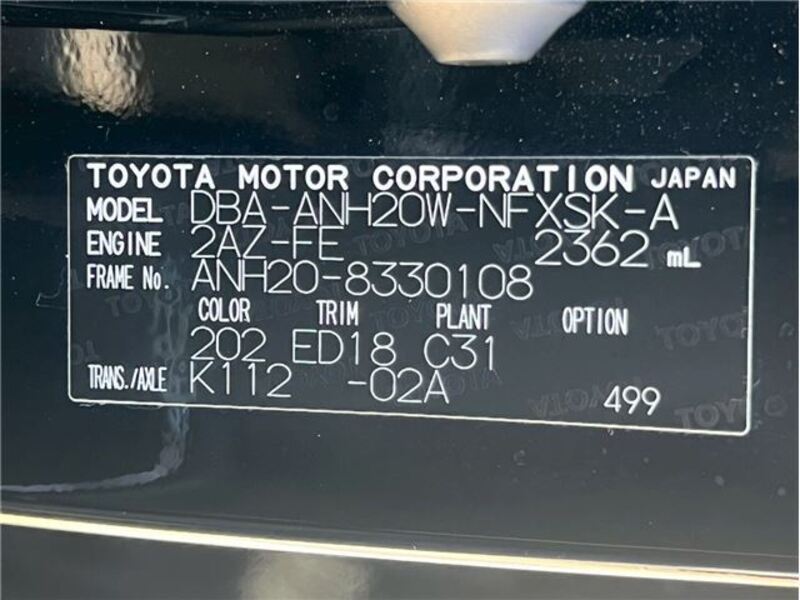 TOYOTA MOTOR CORPORATION JAPAN
MODEL DBA-ANH20W-NFXSK-A
ENGINE 2AZ-FE 2362 mL
FRAME No. ANH20-8330108
COLOR TRIM PLANT OPTION
202 ED18 C31
TRANS./AXLE K112 -02A 499